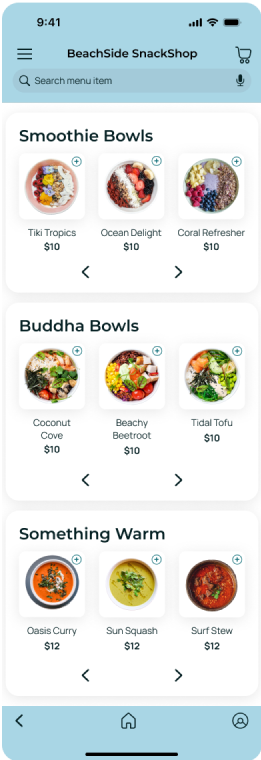 9:41
BeachSide SnackShop
Search menu item
Smoothie Bowls
Tiki Tropics Ocean Delight Coral Refresher
$10 $10 $10
Buddha Bowls
Coconut Beachy Tidal Tofu
Cove Beetroot $10
$10 $10
Something Warm
Oasis Curry Sun Squash Surf Stew
$12 $12 $12